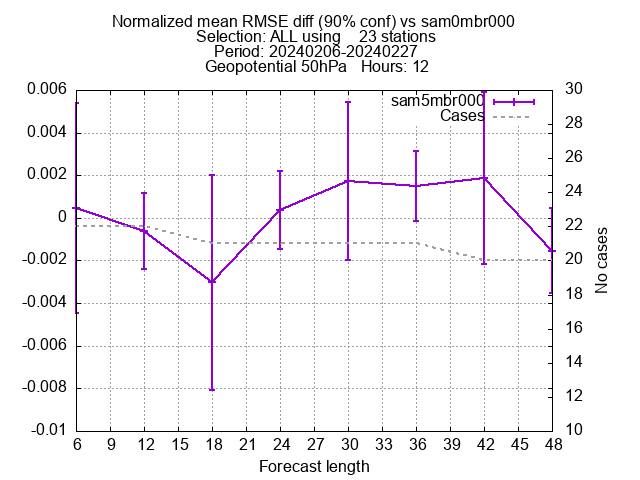 Normalized mean RMSE diff (90% conf) vs sam0mbr000
Selection: ALL using    23 stations
Period: 20240206-20240227
Geopotential 50hPa   Hours: 12
sam5mbr000
Cases
0.006
0.004
0.002
0
-0.002
-0.004
-0.006
-0.008
-0.01
30
28
26
24
22
20
18
16
14
12
10
No cases
6 9 12 15 18 21 24 27 30 33 36 39 42 45 48
Forecast length